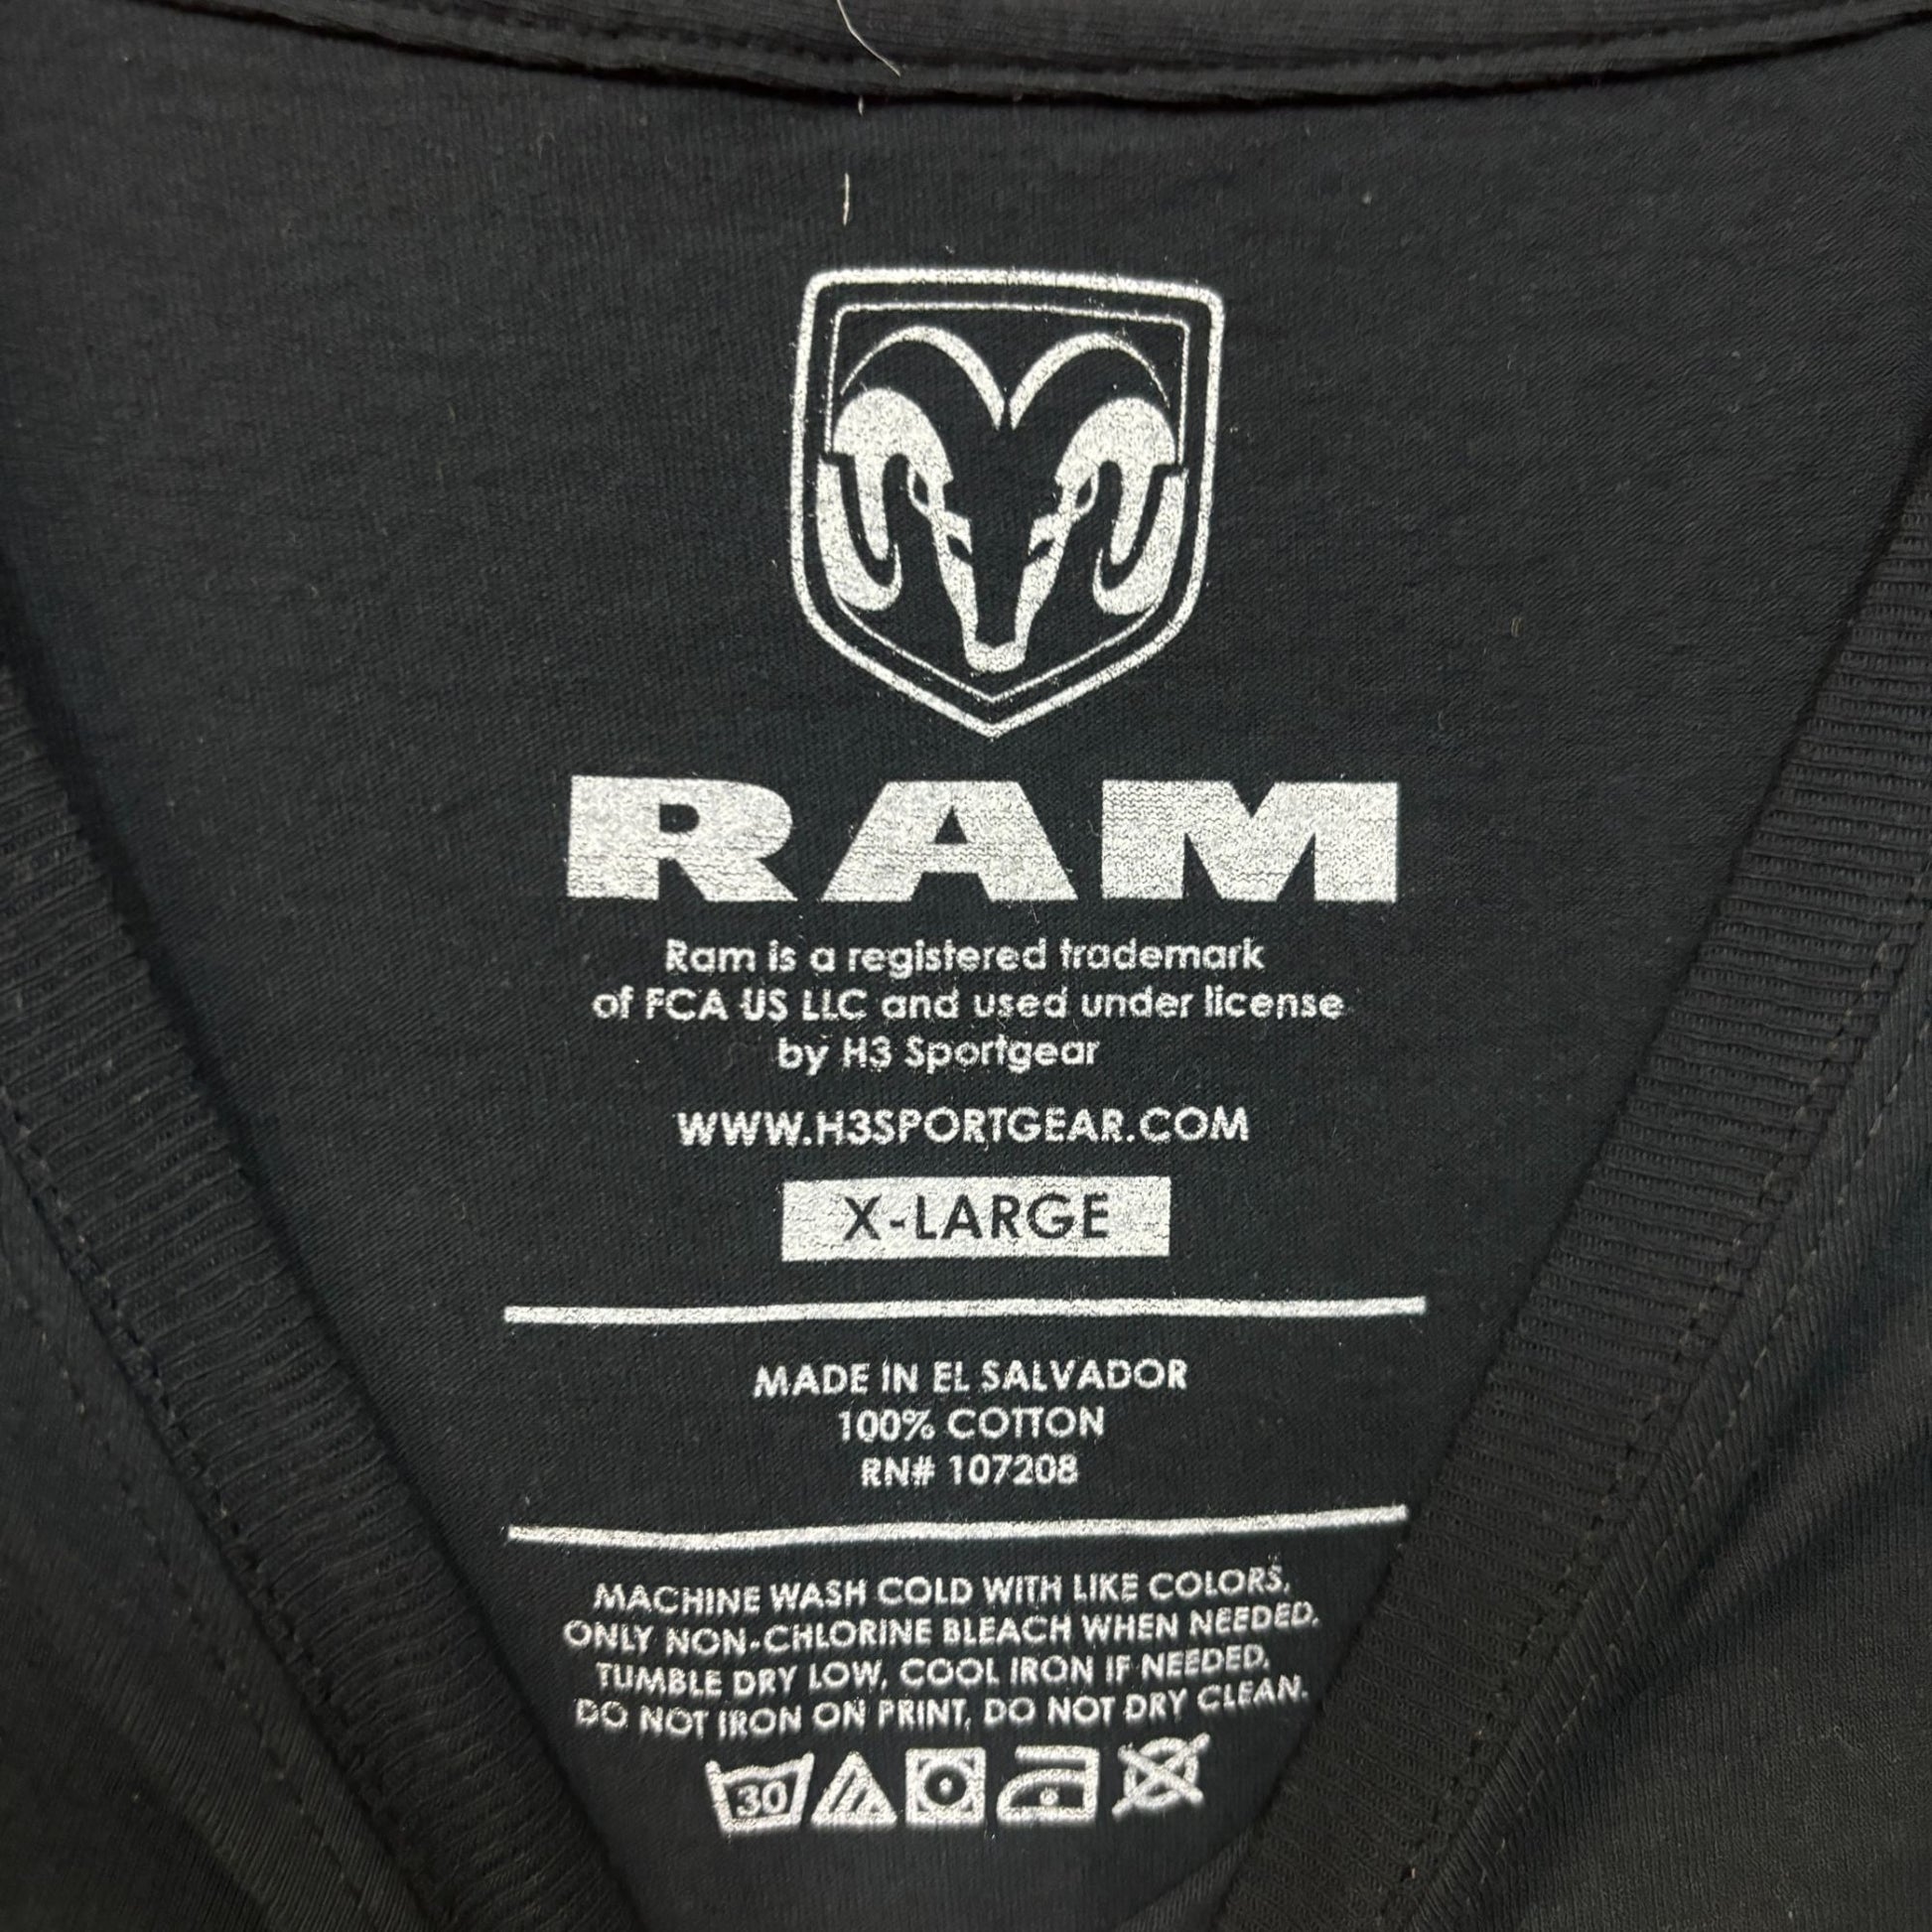 RAM
Ram is a registered trademark
of FCA US LLC and used under license
by H3 Sportgear
WWW.H3SPORTGEAR.COM
X-LARGE
MADE IN EL SALVADOR
100% COTTON
RN# 107208
MACHINE WASH COLD WITH LIKE COLORS,
ONLY NON-CHLORINE BLEACH WHEN NEEDED,
TUMBLE DRY LOW, COOL IRON IF NEEDED,
DO NOT IRON ON PRINT, DO NOT DRY CLEAN.
30